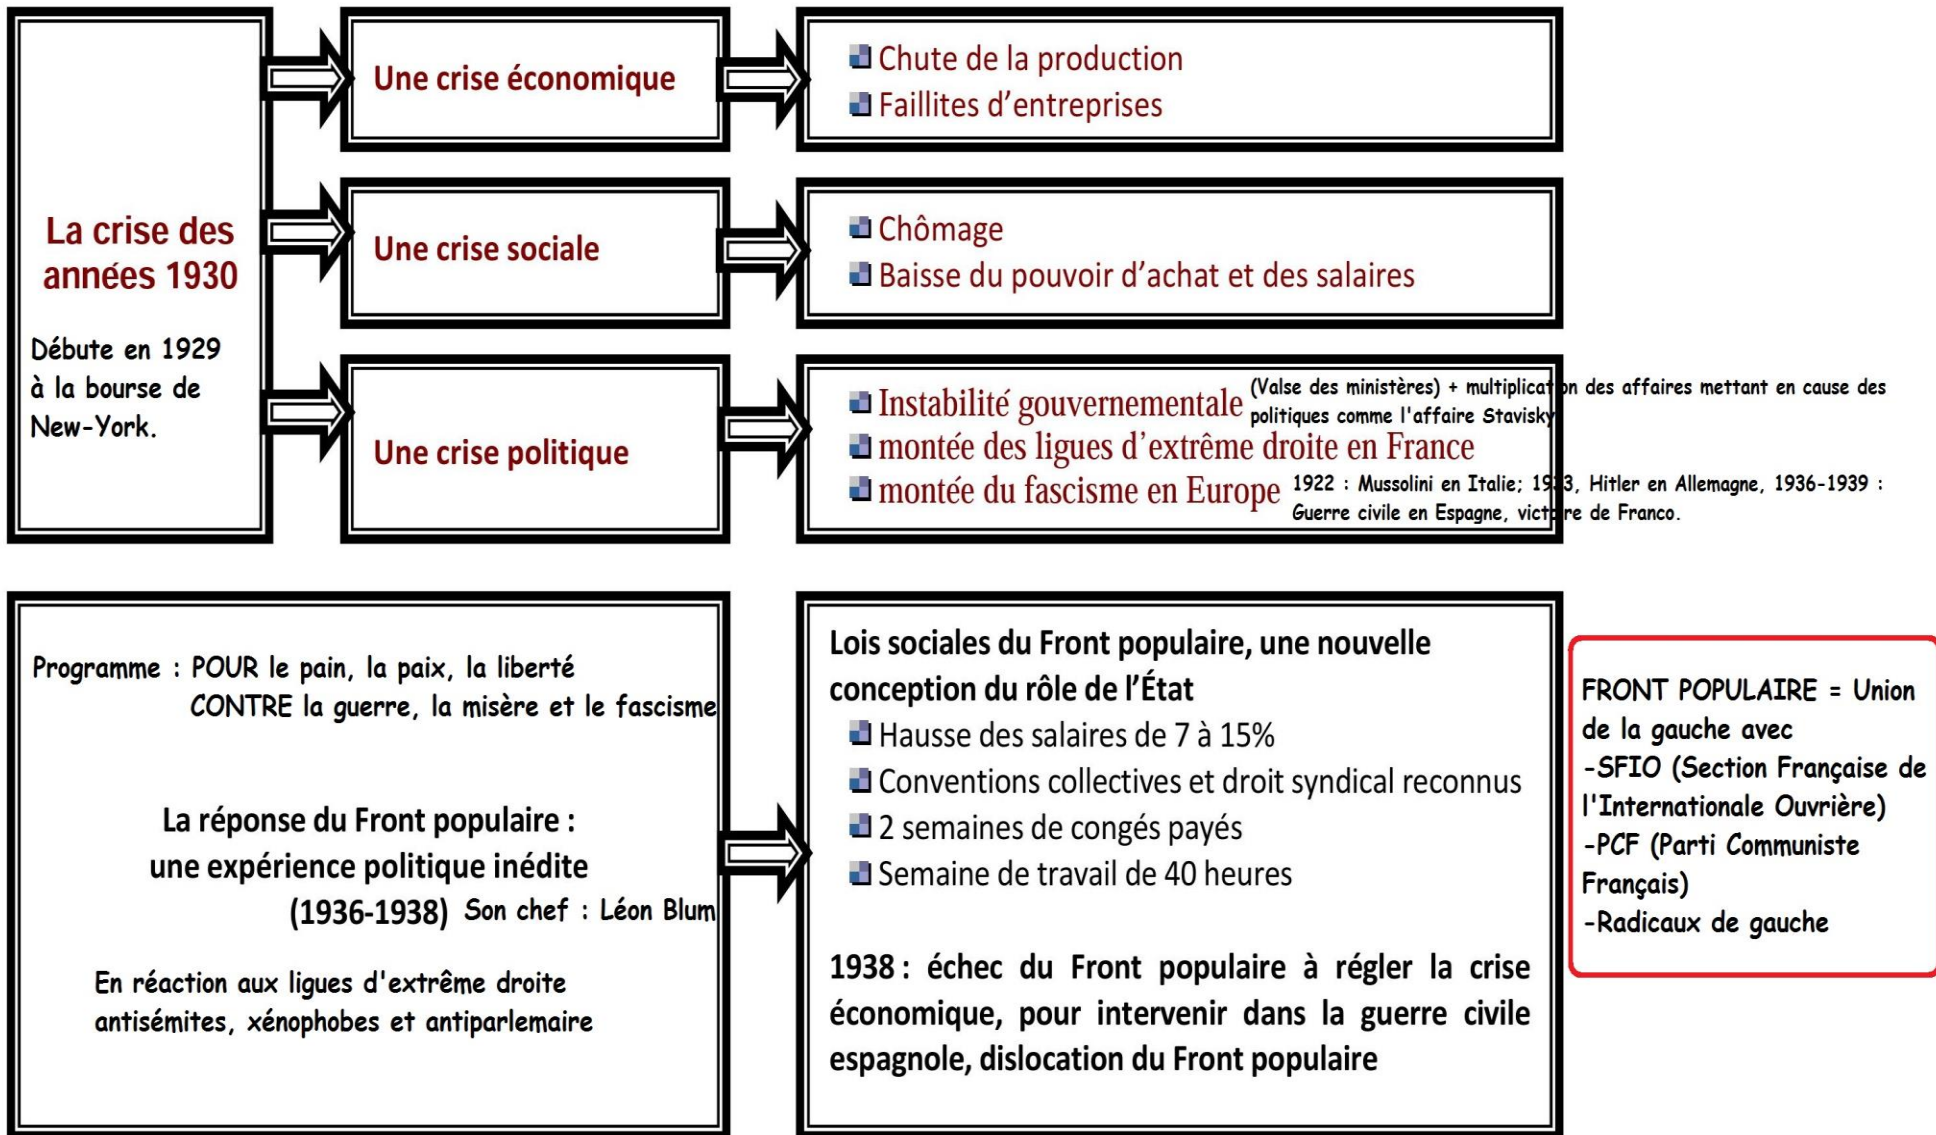 La crise des
années 1930
Débute en 1929
à la bourse de
New-York.
Une crise économique
Chute de la production
Faillites d'entreprises
Une crise sociale
Chômage
Baisse du pouvoir d'achat et des salaires
Une crise politique
Instabilité gouvernementale (Valse des ministères) + multiplication des affaires mettant en cause des
politiques comme l'affaire Stavisky
montée des ligues d'extrême droite en France
montée du fascisme en Europe 1922 : Mussolini en Italie; 1933, Hitler en Allemagne, 1936-1939 :
Guerre civile en Espagne, victoire de Franco.
Programme : POUR le pain, la paix, la liberté
CONTRE la guerre, la misère et le fascisme
La réponse du Front populaire :
une expérience politique inédite
(1936-1938) Son chef : Léon Blum
En réaction aux ligues d'extrême droite
antisémites, xénophobes et antiparlemaire
Lois sociales du Front populaire, une nouvelle
conception du rôle de l'État
Hausse des salaires de 7 à 15%
Conventions collectives et droit syndical reconnus
2 semaines de congés payés
Semaine de travail de 40 heures
1938 : échec du Front populaire à régler la crise
économique, pour intervenir dans la guerre civile
espagnole, dislocation du Front populaire
FRONT POPULAIRE = Union
de la gauche avec
-SFIO (Section Française de
l'Internationale Ouvrière)
-PCF (Parti Communiste
Français)
-Radicaux de gauche